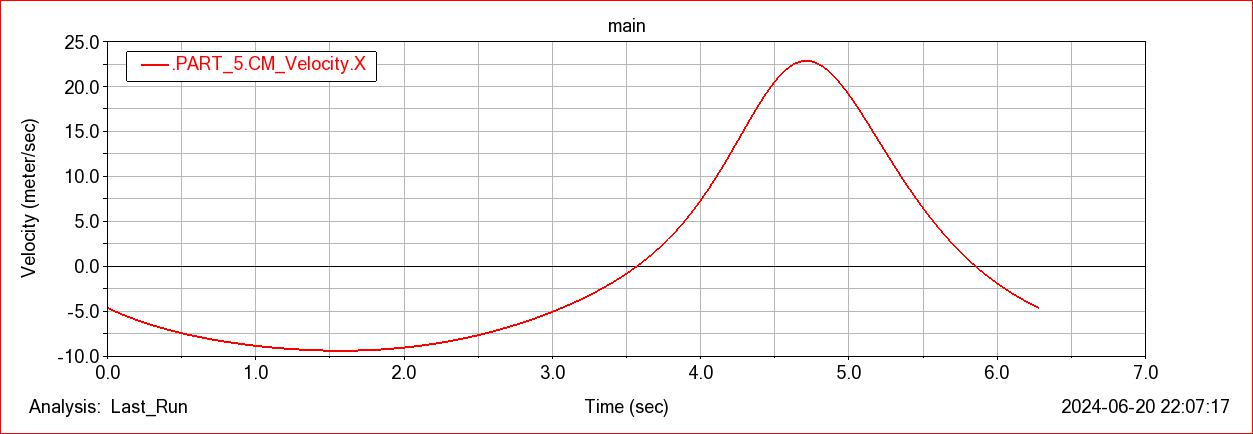 main
25.0
.PART_5.CM_Velocity.X
20.0
15.0
10.0
5.0
0.0
-5.0
-10.0
Velocity (meter/sec)
0.0 1.0 2.0 3.0 4.0 5.0 6.0 7.0
Analysis: Last_Run Time (sec) 2024-06-20 22:07:17